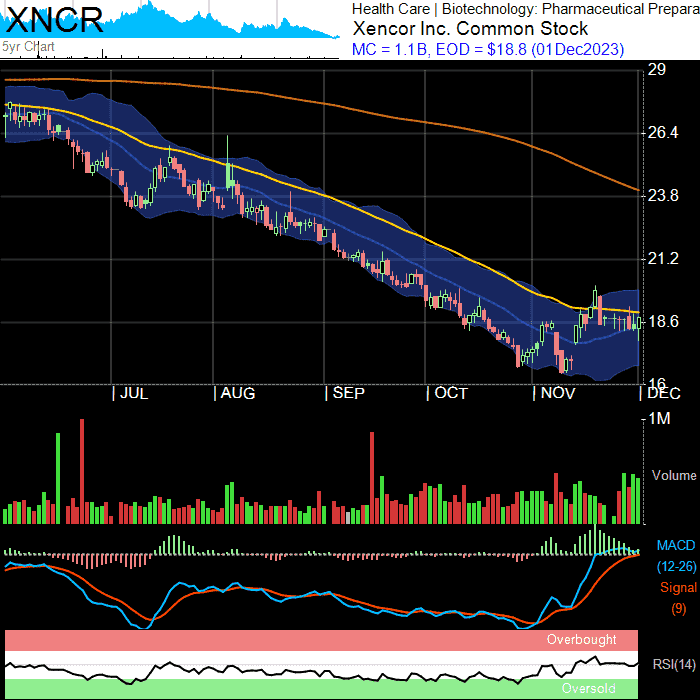 XNCR
Health Care | Biotechnology: Pharmaceutical Prepara
Xencor Inc. Common Stock
MC = 1.1B, EOD = $18.8 (01Dec2023)
5yr Chart
29
26.4
23.8
21.2
18.6
16
| JUL | AUG | SEP | OCT | NOV | DEC
1M
Volume
MACD
(12-26)
Signal
(9)
Overbought
RSI(14)
Oversold